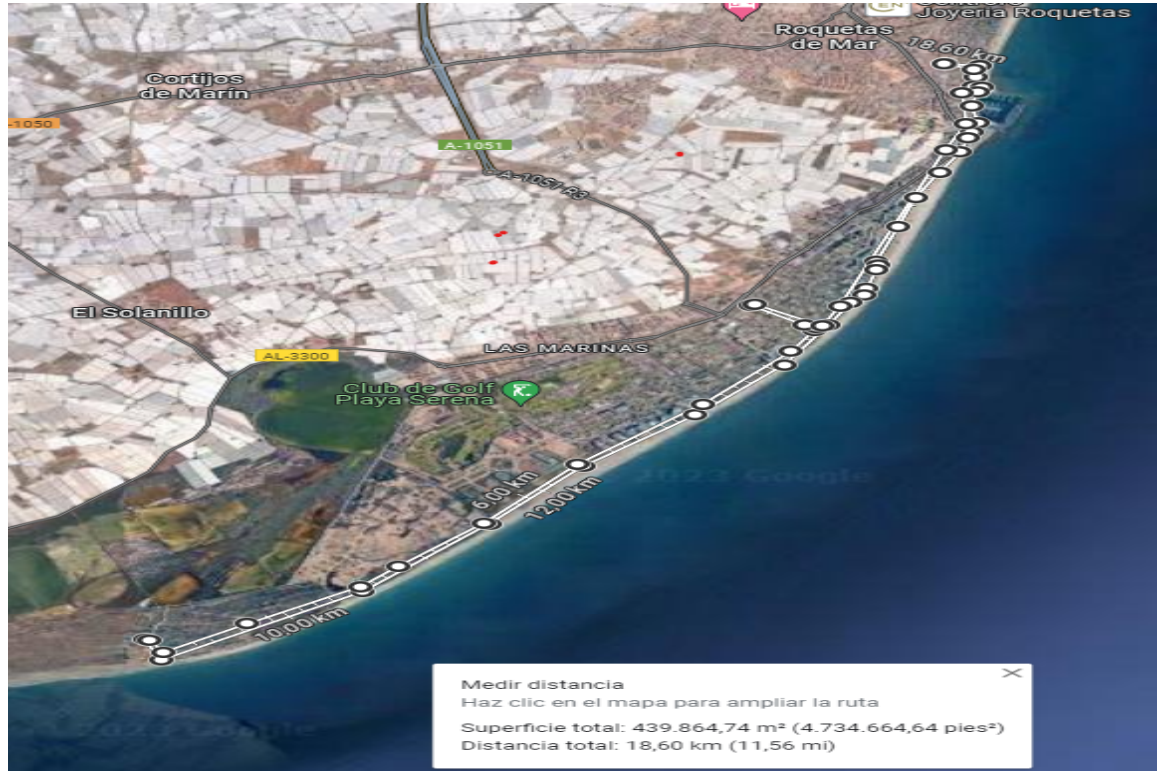 Centro
Joyería Roquetas
Roquetas
de Mar
18,60 km
Cortijos
de Marín
-1050
A-1051
A-1051 R3
El Solanillo
AL-3300
LAS MARINAS
Club de Golf
Playa Serena
2023 Google
6,00 km
12,00 km
10,00 km
Medir distancia
Haz clic en el mapa para ampliar la ruta
Superficie total: 439.864,74 m² (4.734.664,64 pies²)
Distancia total: 18,60 km (11,56 mi)